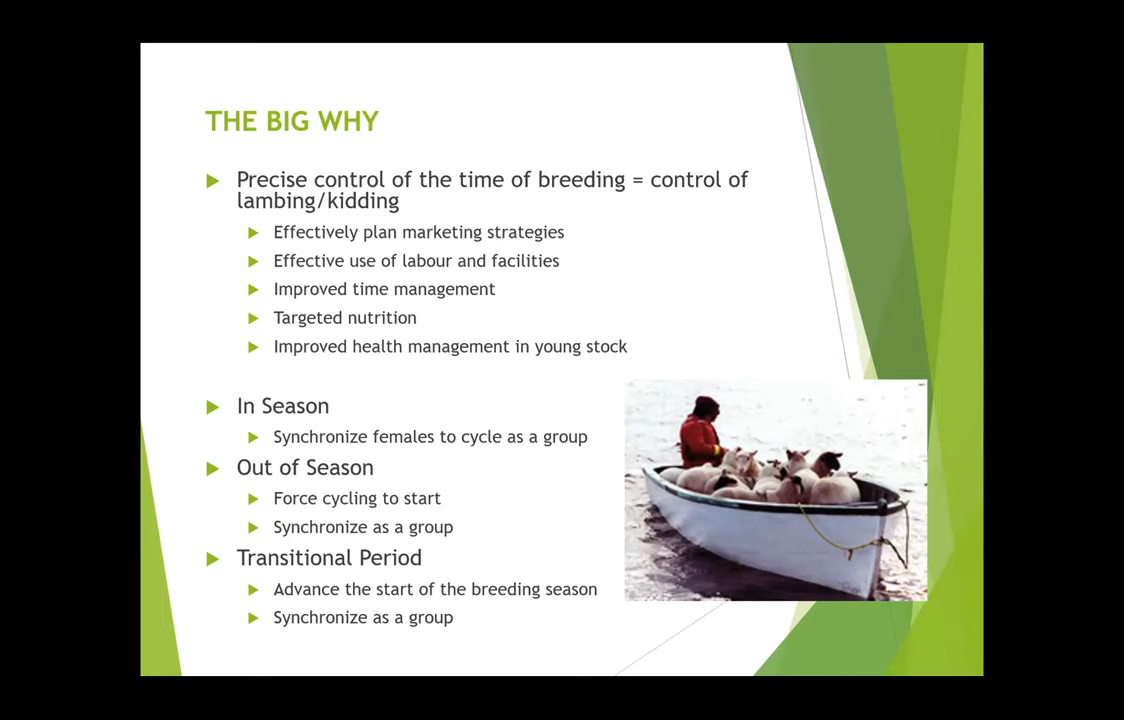 THE BIG WHY
Precise control of the time of breeding = control of
lambing/kidding
Effectively plan marketing strategies
Effective use of labour and facilities
Improved time management
Targeted nutrition
Improved health management in young stock
In Season
Synchronize females to cycle as a group
Out of Season
Force cycling to start
Synchronize as a group
Transitional Period
Advance the start of the breeding season
Synchronize as a group